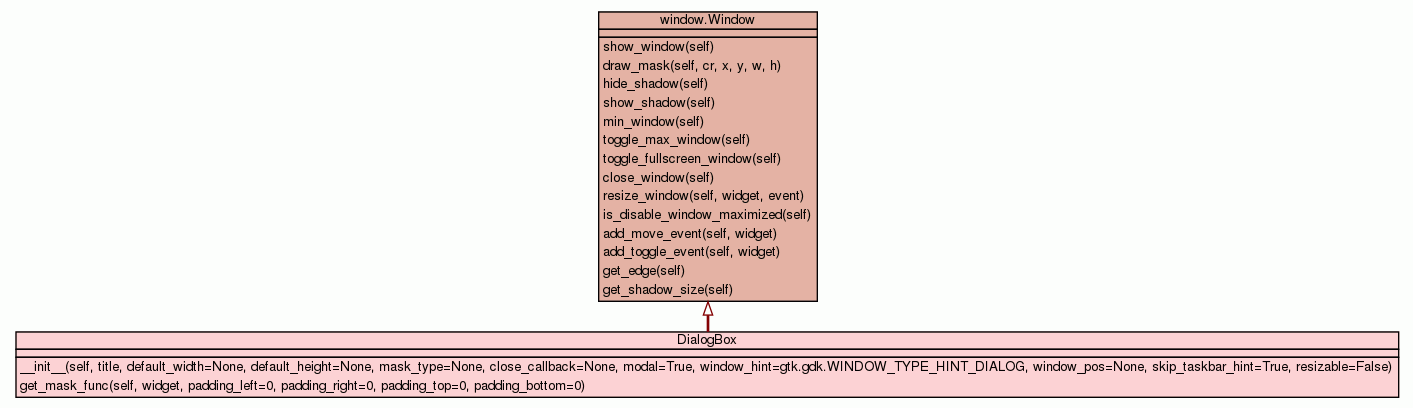 window.Window
show_window(self)
draw_mask(self, cr, x, y, w, h)
hide_shadow(self)
show_shadow(self)
min_window(self)
toggle_max_window(self)
toggle_fullscreen_window(self)
close_window(self)
resize_window(self, widget, event)
is_disable_window_maximized(self)
add_move_event(self, widget)
add_toggle_event(self, widget)
get_edge(self)
get_shadow_size(self)
DialogBox
__init__(self, title, default_width=None, default_height=None, mask_type=None, close_callback=None, modal=True, window_hint=gtk.gdk.WINDOW_TYPE_HINT_DIALOG, window_pos=None, skip_taskbar_hint=True, resizable=False)
get_mask_func(self, widget, padding_left=0, padding_right=0, padding_top=0, padding_bottom=0)